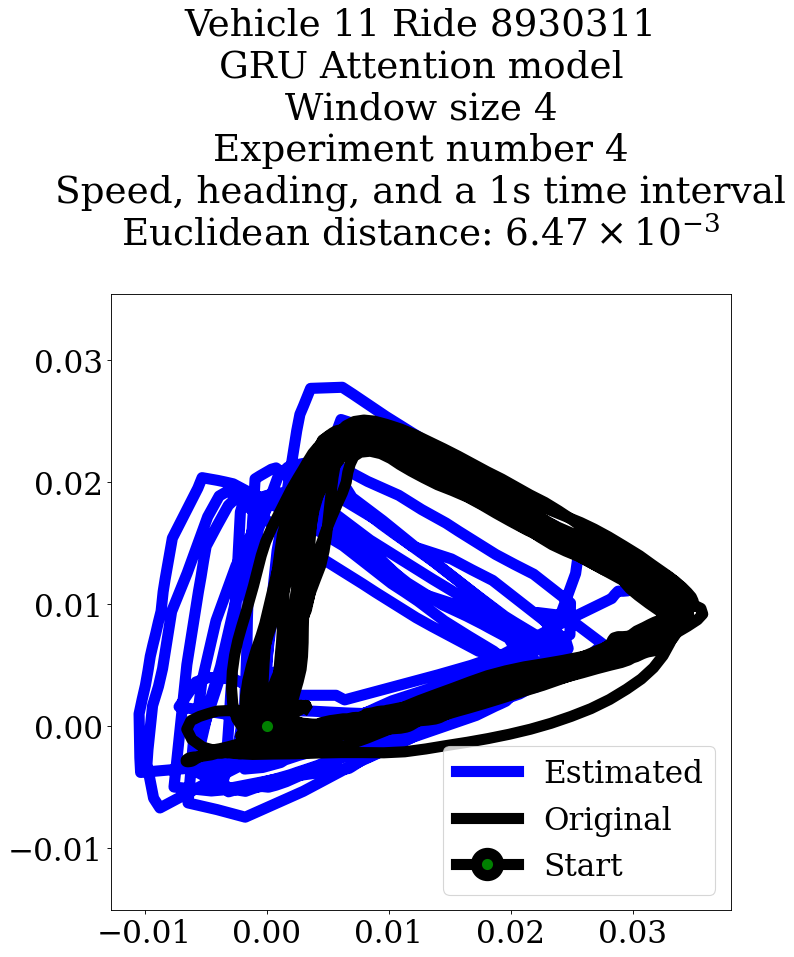 Vehicle 11 Ride 8930311
GRU Attention model
Window size 4
Experiment number 4
Speed, heading, and a 1s time interval
Euclidean distance: 6.47 × 10⁻³
0.03
0.02
0.01
0.00
−0.01
Estimated
Original
Start
−0.01 0.00 0.01 0.02 0.03